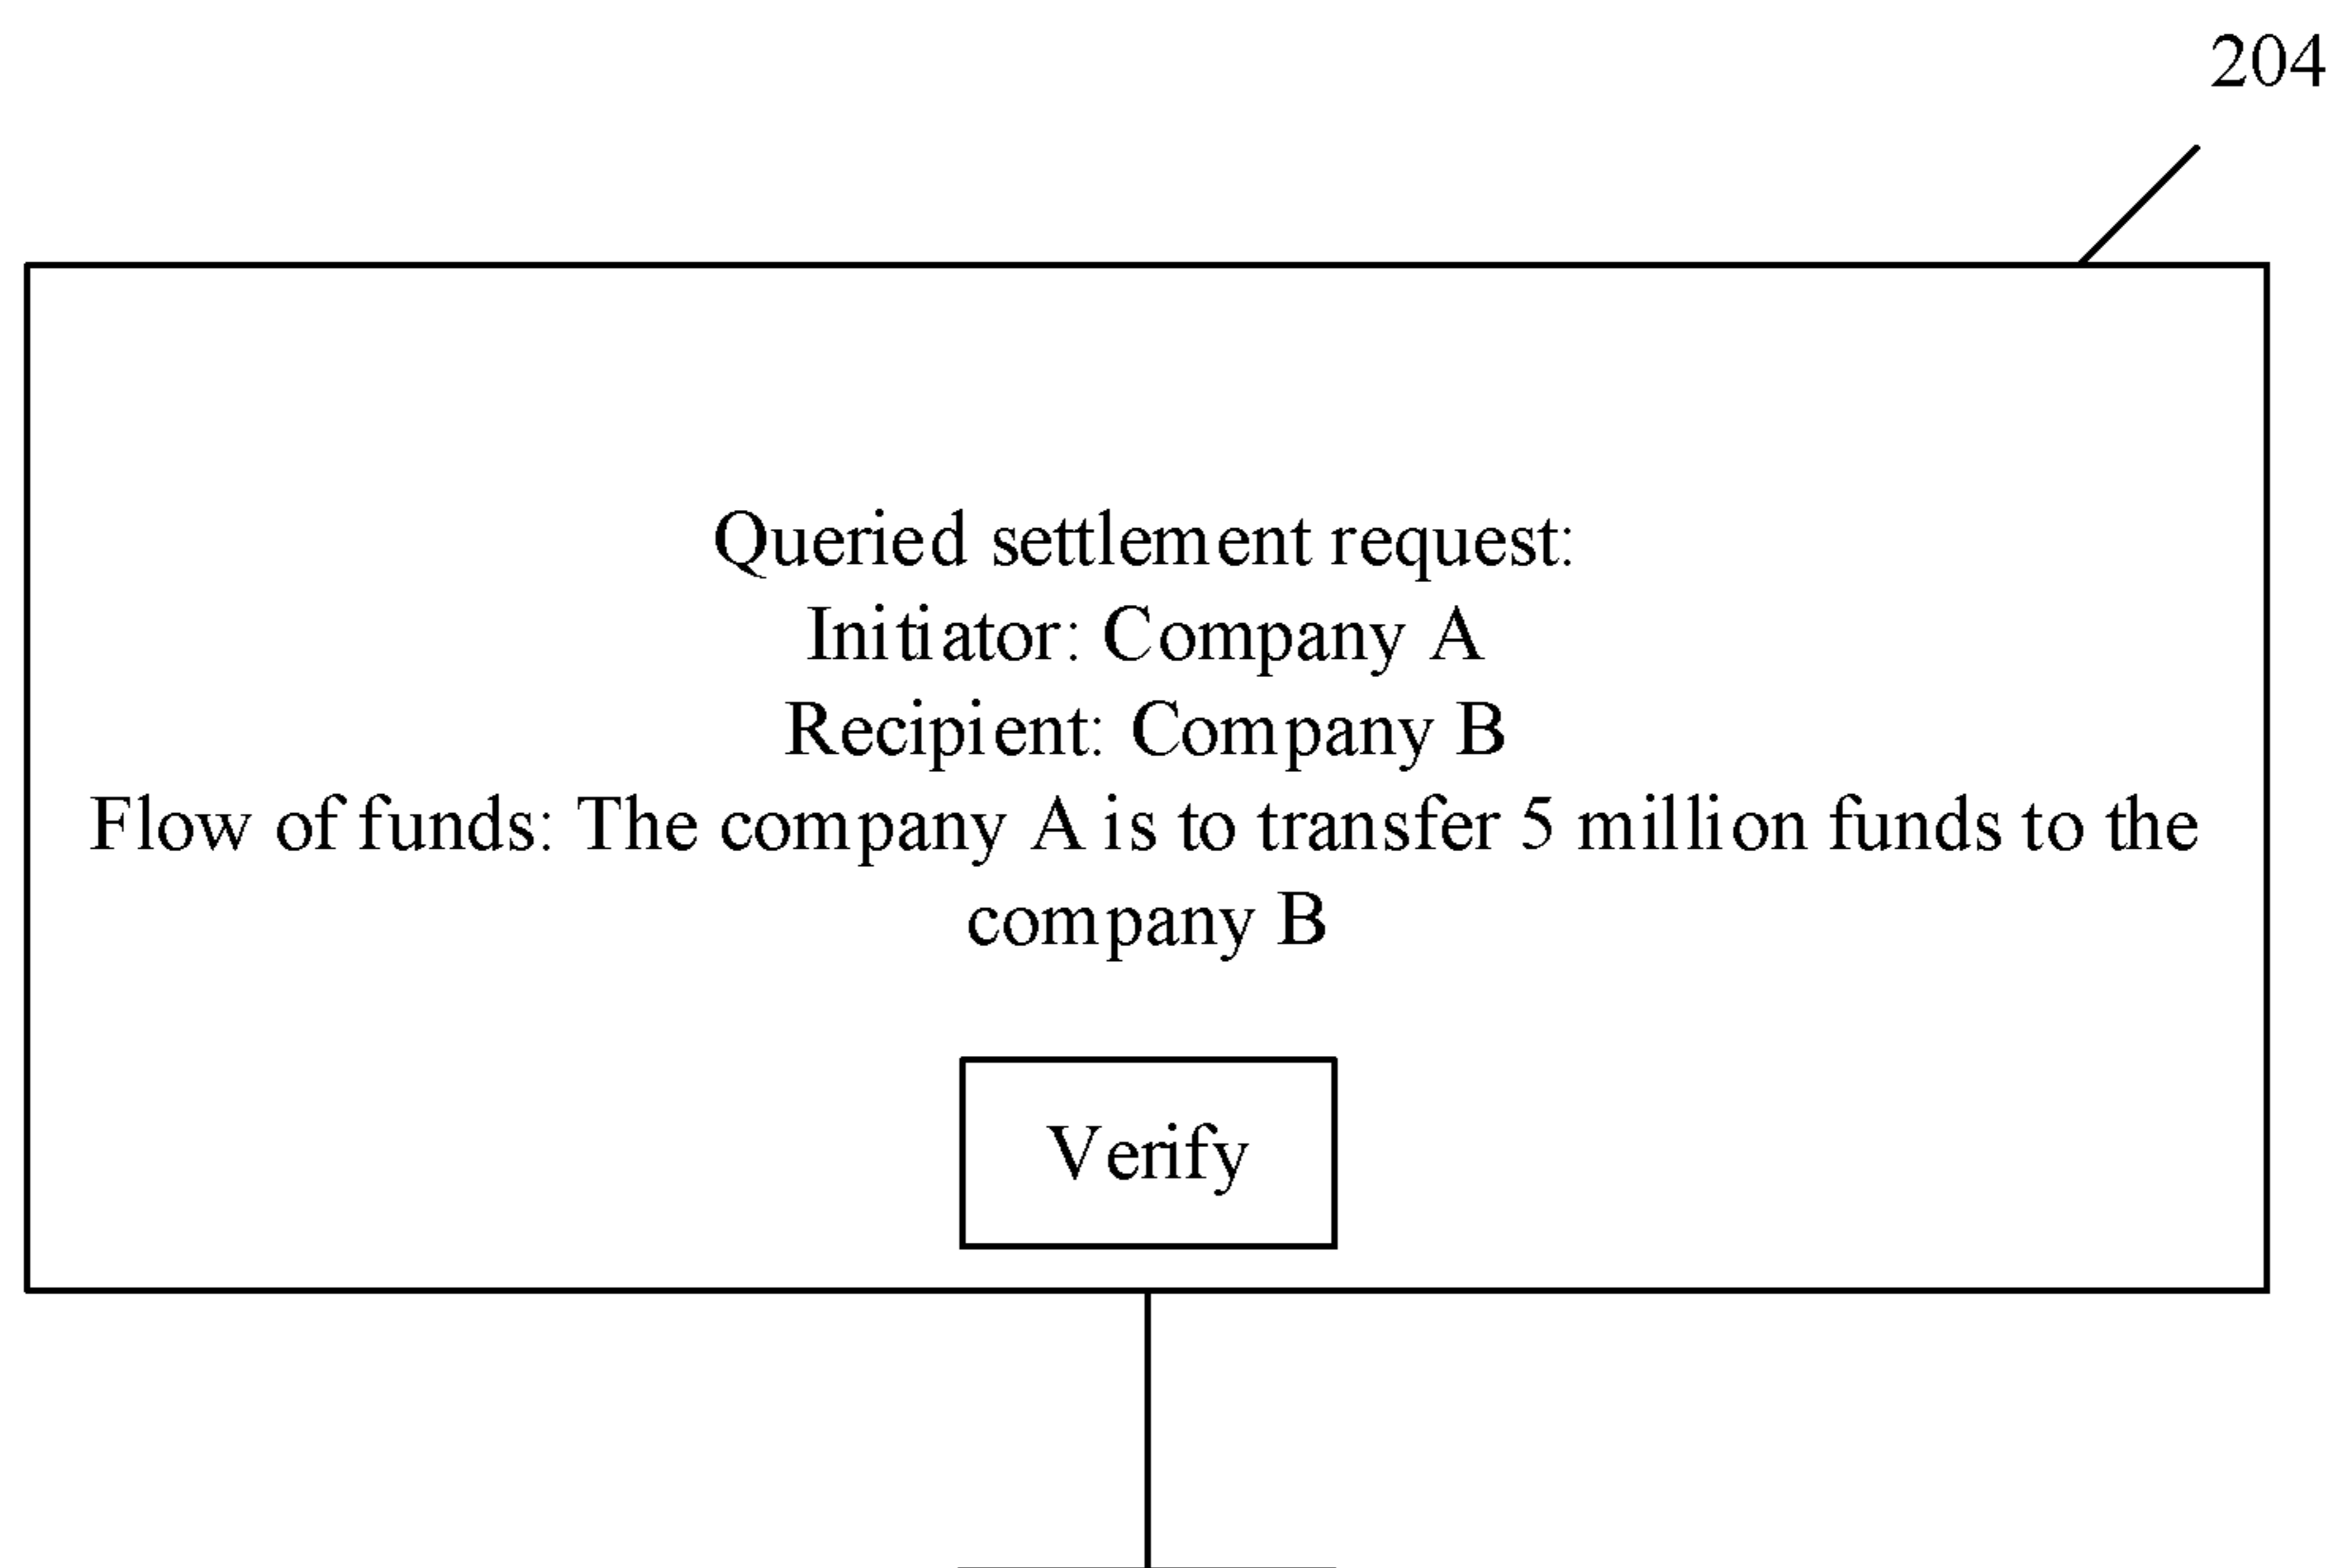 204
Queried settlement request:
Initiator: Company A
Recipient: Company B
Flow of funds: The company A is to transfer 5 million funds to the
company B
Verify